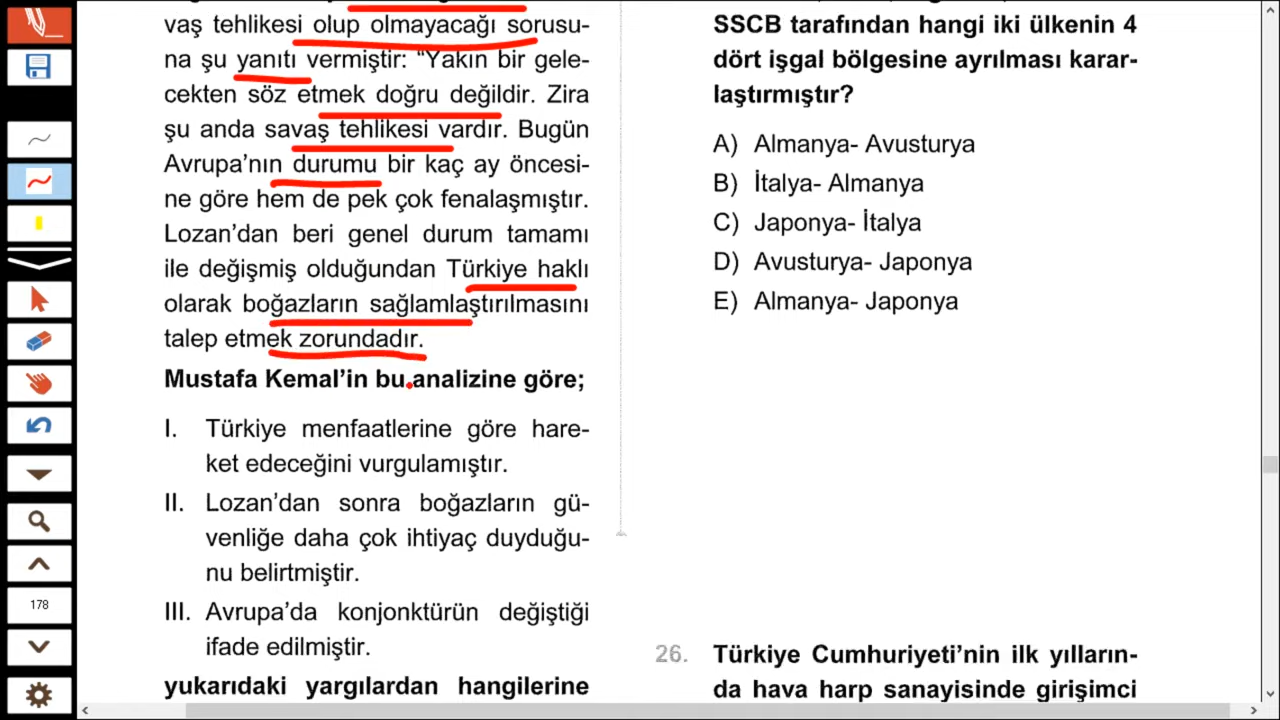 vaş tehlikesi olup olmayacağı sorusu-
na şu yanıtı vermiştir: “Yakın bir gele-
cekten söz etmek doğru değildir. Zira
şu anda savaş tehlikesi vardır. Bugün
Avrupa’nın durumu bir kaç ay öncesi-
ne göre hem de pek çok fenalaşmıştır.
Lozan’dan beri genel durum tamamı
ile değişmiş olduğundan Türkiye haklı
olarak boğazların sağlamlaştırılmasını
talep etmek zorundadır.
Mustafa Kemal’in bu analizine göre;
I. Türkiye menfaatlerine göre hare-
ket edeceğini vurgulamıştır.
II. Lozan’dan sonra boğazların gü-
venliğe daha çok ihtiyaç duyduğu-
nu belirtmiştir.
III. Avrupa’da konjonktürün değiştiği
ifade edilmiştir.
yukarıdaki yargılardan hangilerine
SSCB tarafından hangi iki ülkenin 4
dört işgal bölgesine ayrılması karar-
laştırmıştır?
A) Almanya- Avusturya
B) İtalya- Almanya
C) Japonya- İtalya
D) Avusturya- Japonya
E) Almanya- Japonya
26. Türkiye Cumhuriyeti’nin ilk yılların-
da hava harp sanayisinde girişimci
178